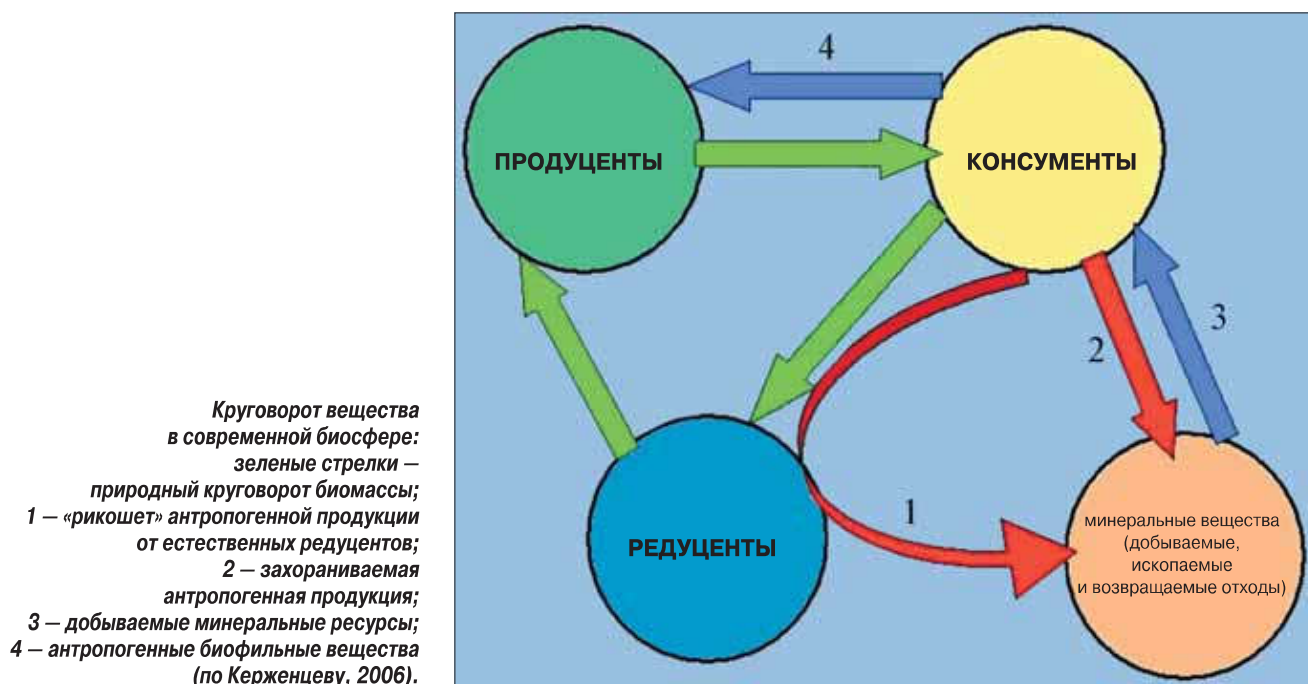 Круговорот вещества
в современной биосфере:
зеленые стрелки —
природный круговорот биомассы;
1 — «рикошет» антропогенной продукции
от естественных редуцентов;
2 — захораниваемая
антропогенная продукция;
3 — добываемые минеральные ресурсы;
4 — антропогенные биофильные вещества
(по Керженцеву, 2006).
4
ПРОДУЦЕНТЫ
КОНСУМЕНТЫ
3
2
1
РЕДУЦЕНТЫ
минеральные вещества
(добываемые,
ископаемые
и возвращаемые отходы)